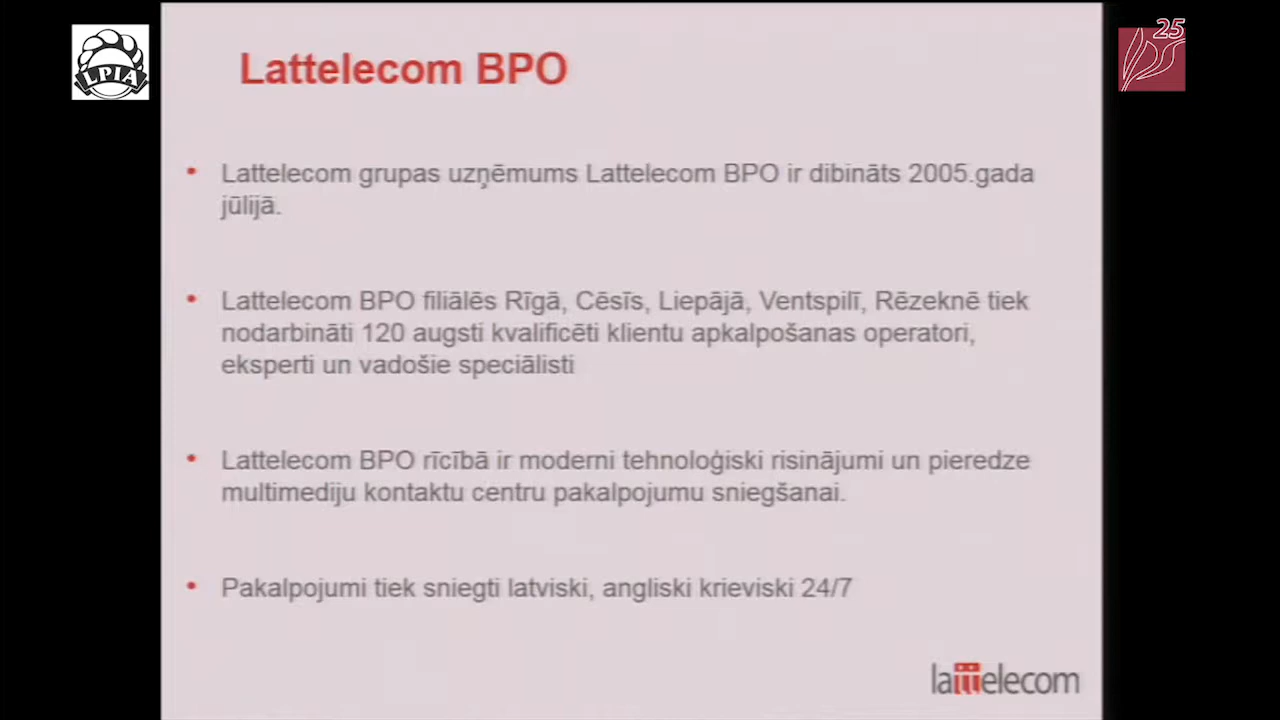 LPIA
25
Lattelecom BPO
• Lattelecom grupas uzņēmums Lattelecom BPO ir dibināts 2005.gada
jūlijā.
• Lattelecom BPO filiālēs Rīgā, Cēsīs, Liepājā, Ventspilī, Rēzeknē tiek
nodarbināti 120 augsti kvalificēti klientu apkalpošanas operatori,
eksperti un vadošie speciālisti
• Lattelecom BPO rīcībā ir moderni tehnoloģiski risinājumi un pieredze
multimediju kontaktu centru pakalpojumu sniegšanai.
• Pakalpojumi tiek sniegti latviski, angliski krieviski 24/7
lattelecom